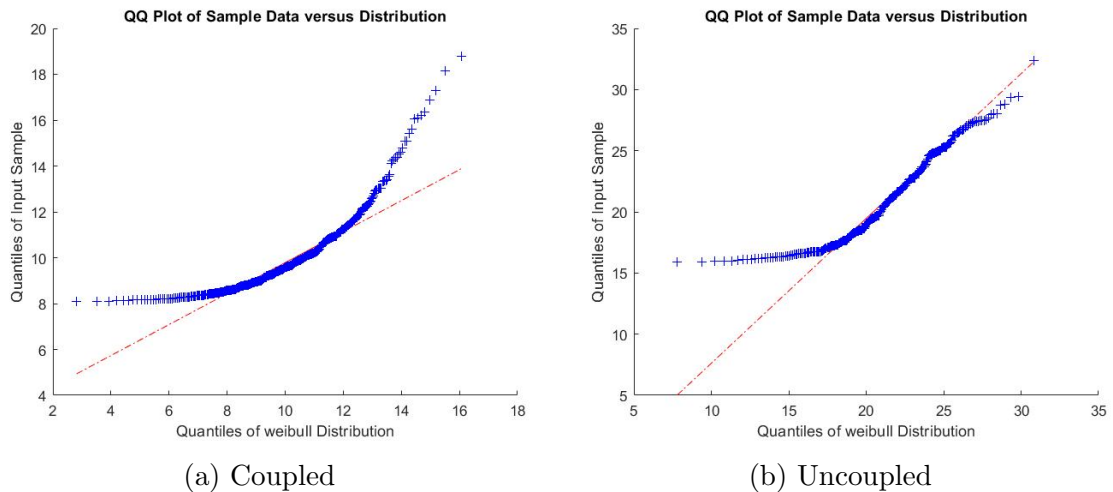 QQ Plot of Sample Data versus Distribution
20
18
16
14
12
10
8
6
4
Quantiles of Input Sample
2 4 6 8 10 12 14 16 18
Quantiles of weibull Distribution
(a) Coupled
QQ Plot of Sample Data versus Distribution
35
30
25
20
15
10
5
Quantiles of Input Sample
5 10 15 20 25 30 35
Quantiles of weibull Distribution
(b) Uncoupled